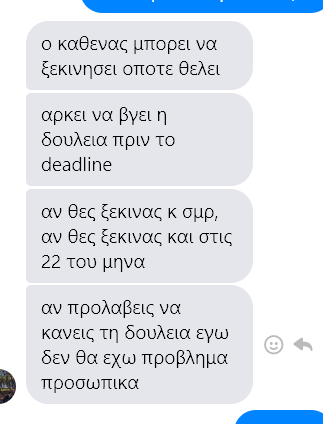 ο καθενας μπορει να
ξεκινησει οποτε θελει
αρκει να βγει η
δουλεια πριν το
deadline
αν θες ξεκινας κ σμρ,
αν θες ξεκινας και στις
22 του μηνα
αν προλαβεις να
κανεις τη δουλεια εγω
δεν θα εχω προβλημα
προσωπικα